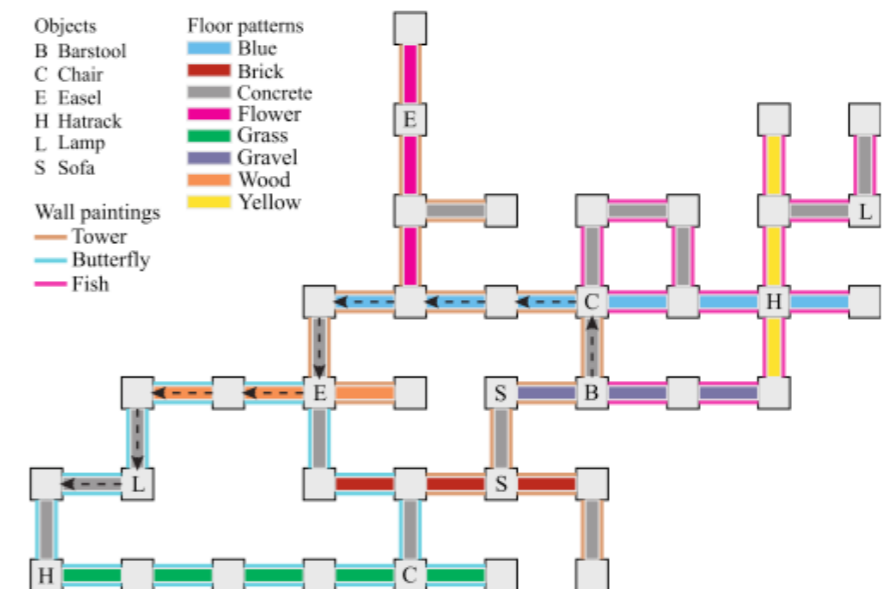 Objects
B Barstool
C Chair
E Easel
H Hatrack
L Lamp
S Sofa
Wall paintings
Tower
Butterfly
Fish
Floor patterns
Blue
Brick
Concrete
Flower
Grass
Gravel
Wood
Yellow
E
L
C
H
E
S
B
L
S
H
C